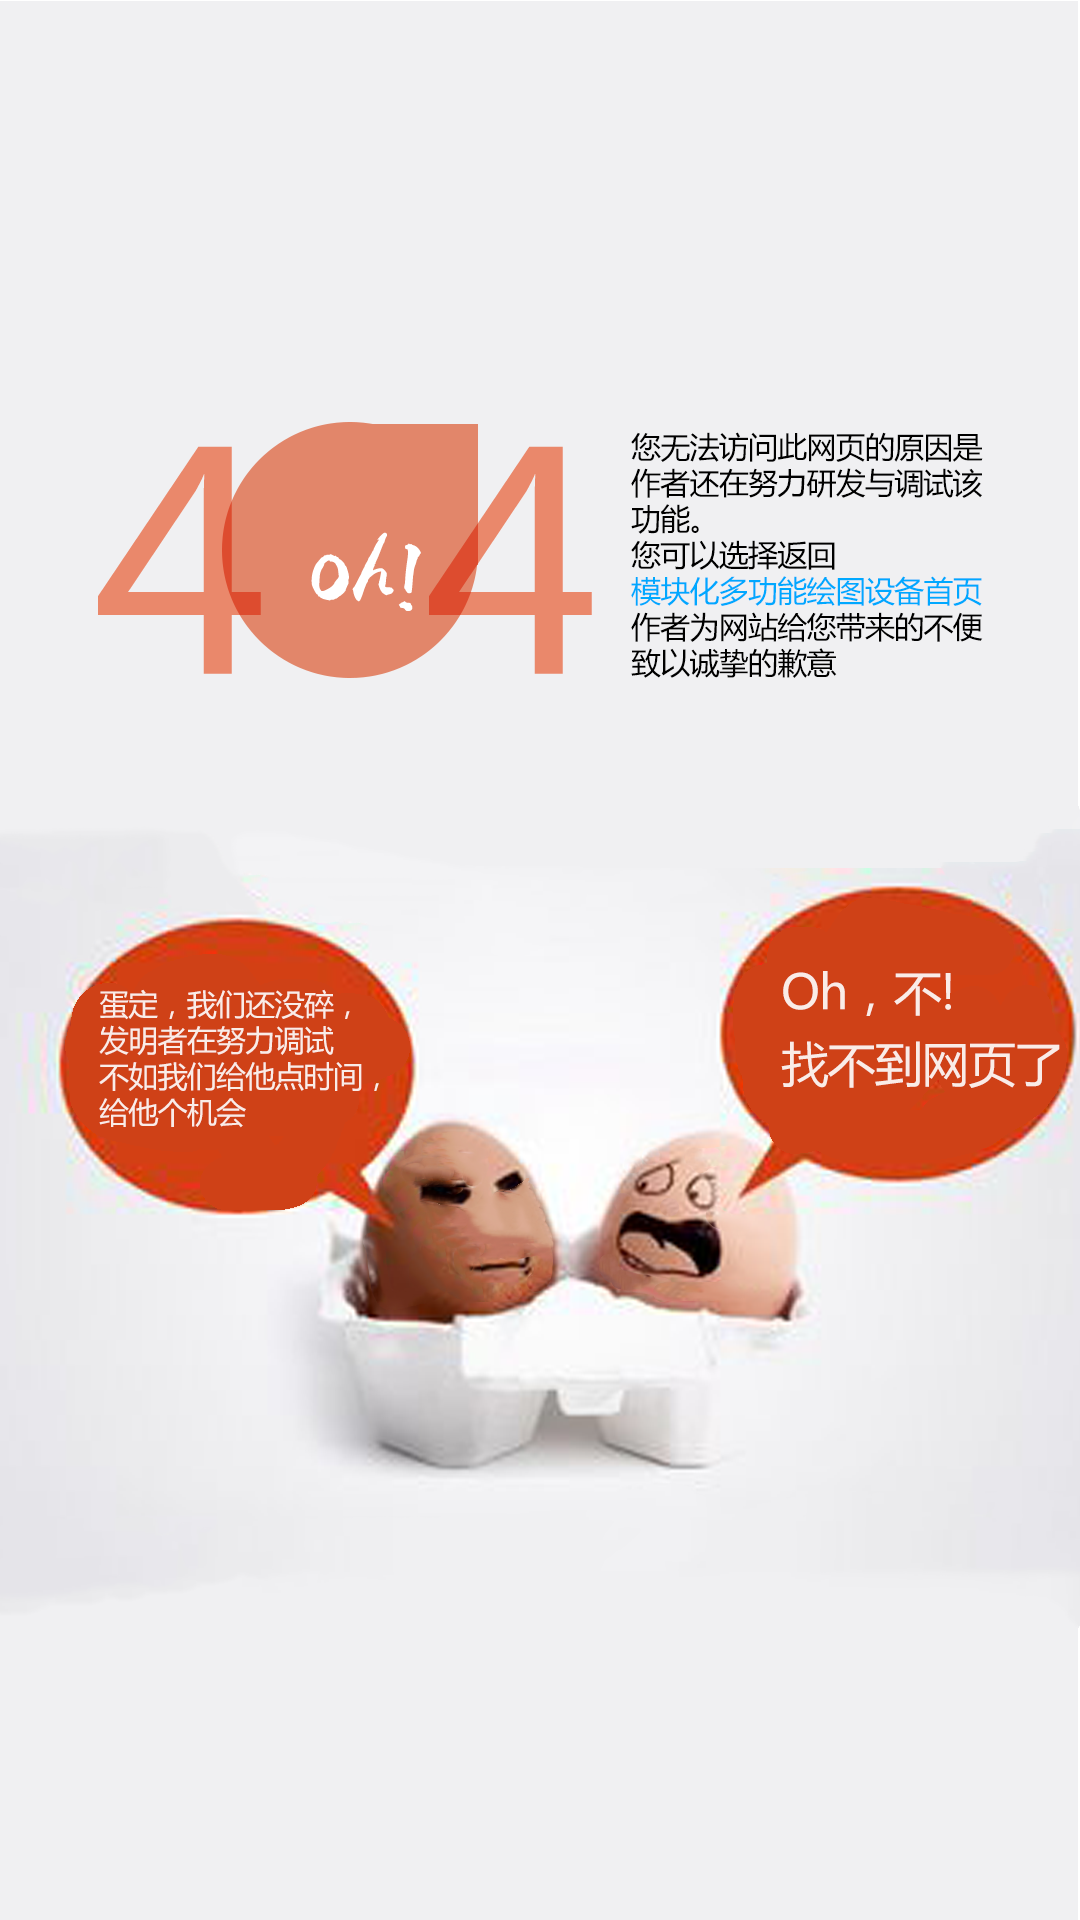 404
oh!
您无法访问此网页的原因是
作者还在努力研发与调试该
功能。
您可以选择返回
模块化多功能绘图设备首页
作者为网站给您带来的不便
致以诚挚的歉意
蛋定，我们还没碎，
发明者在努力调试
不如我们给他点时间，
给他个机会
Oh，不!
找不到网页了